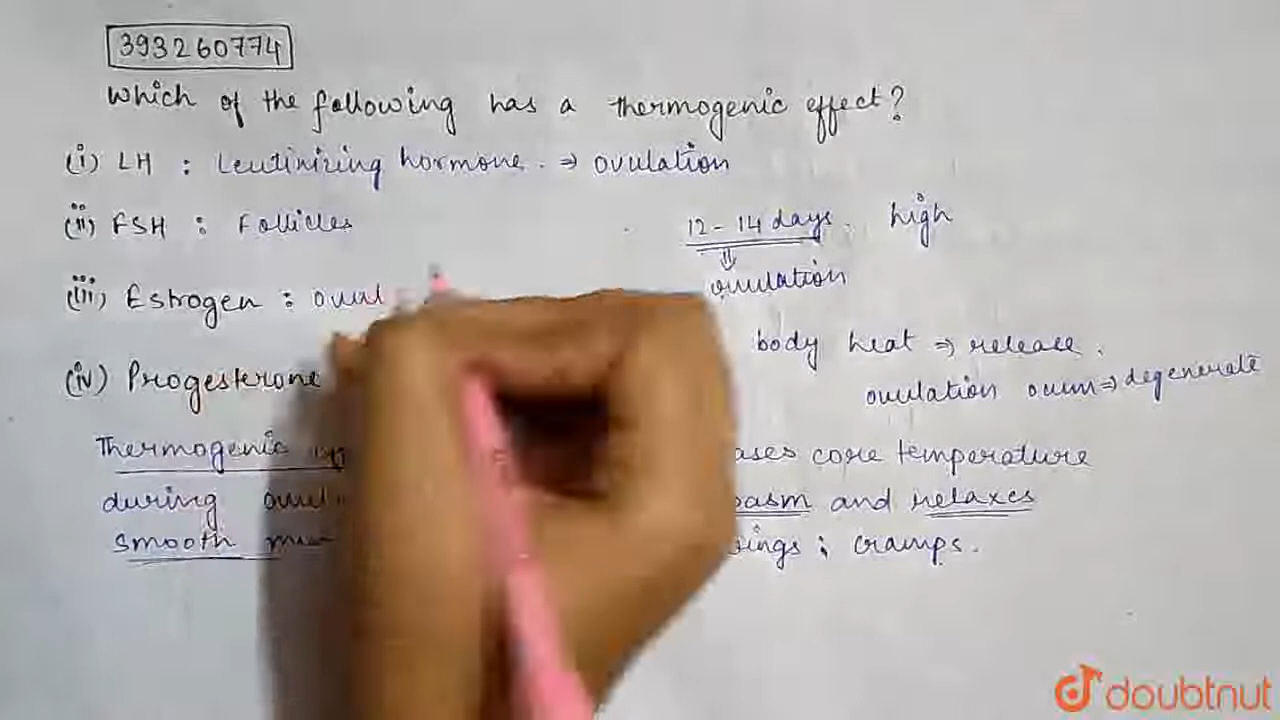 393260774
Which of the following has a thermogenic effect?
(i) LH : Leutinizing hormone. ⇒ ovulation
(ii) FSH : Follicles
12 - 14 days. high
⇓
ovulation
(iii) Estrogen :
body heat ⇒ release.
(iv) Progesterone
ovulation ovum ⇒ degenerate
Thermogenic core temperature
during and relaxes
smooth : cramps.
doubtnut